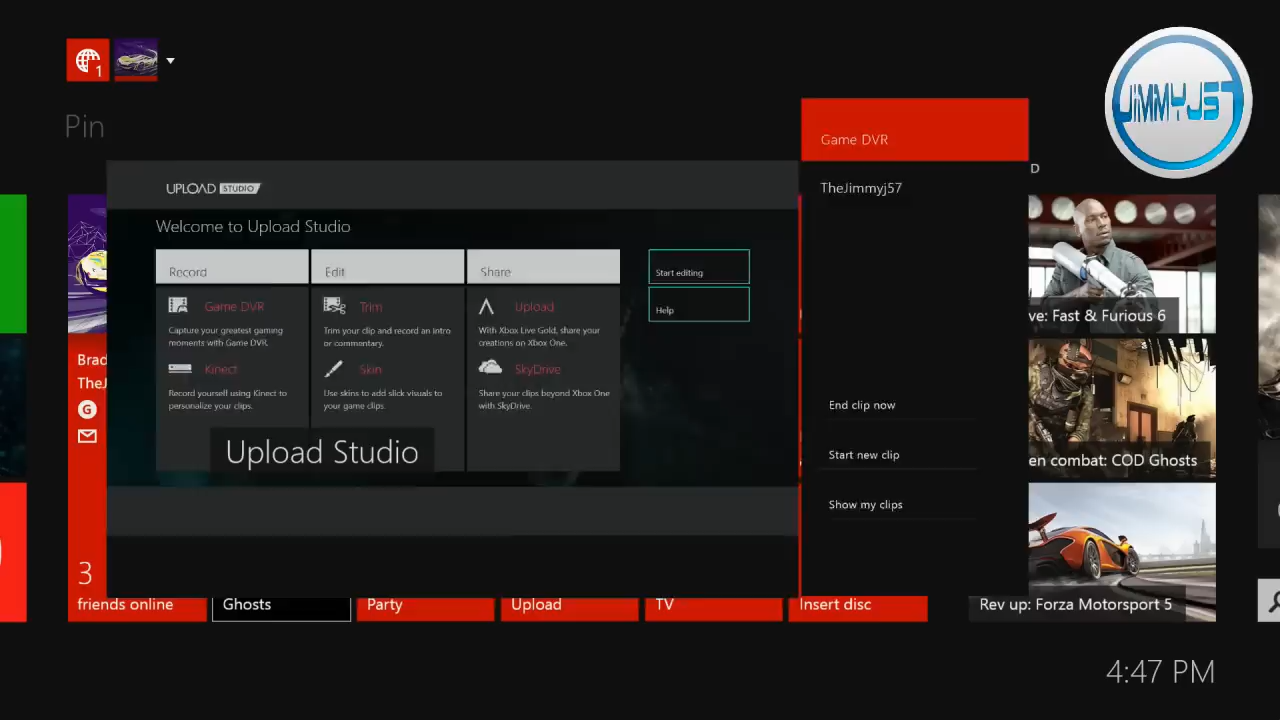 1
JIMMYJ57
Pin
Game DVR
TheJimmyj57
D
UPLOAD STUDIO
Welcome to Upload Studio
Record
Edit
Share
Start editing
Help
Game DVR
Capture your greatest gaming
moments with Game DVR.
Kinect
Record yourself using Kinect to
personalize your clips.
Trim
Trim your clip and record an intro
or commentary.
Skin
Use skins to add slick visuals to
your game clips.
Upload
With Xbox Live Gold, share your
creations on Xbox One.
SkyDrive
Share your clips beyond Xbox One
with SkyDrive.
Upload Studio
End clip now
Start new clip
Show my clips
ve: Fast & Furious 6
en combat: COD Ghosts
Rev up: Forza Motorsport 5
Brad
TheJ
G
3
friends online
Ghosts
Party
Upload
TV
Insert disc
4:47 PM